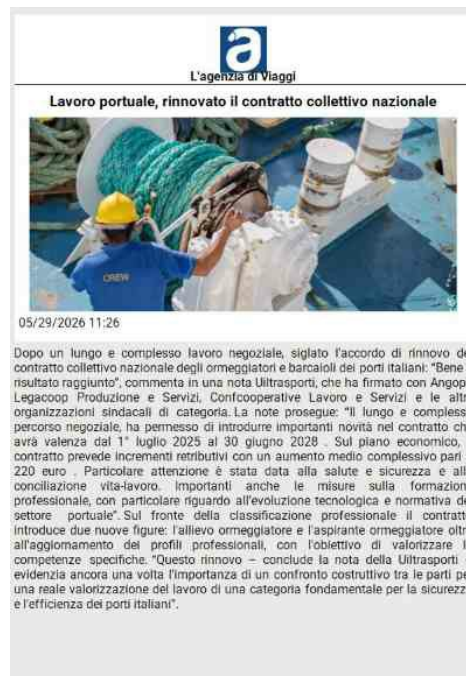 a
L'agenzia di Viaggi
Lavoro portuale, rinnovato il contratto collettivo nazionale
CREW
05/29/2026 11:26
Dopo un lungo e complesso lavoro negoziale, siglato l'accordo di rinnovo de
contratto collettivo nazionale degli ormeggiatori e barcaioli dei porti italiani: "Bene
risultato raggiunto", commenta in una nota Uiltrasporti, che ha firmato con Angop
Legacoop Produzione e Servizi, Confcooperative Lavoro e Servizi e le altr
organizzazioni sindacali di categoria. La note prosegue: "Il lungo e compless
percorso negoziale, ha permesso di introdurre importanti novità nel contratto ch
avrà valenza dal 1° luglio 2025 al 30 giugno 2028 . Sul piano economico,
contratto prevede incrementi retributivi con un aumento medio complessivo pari
220 euro . Particolare attenzione è stata data alla salute e sicurezza e all
conciliazione vita-lavoro. Importanti anche le misure sulla formazion
professionale, con particolare riguardo all'evoluzione tecnologica e normativa de
settore portuale". Sul fronte della classificazione professionale il contratt
introduce due nuove figure: l'allievo ormeggiatore e l'aspirante ormeggiatore oltr
all'aggiornamento dei profili professionali, con l'obiettivo di valorizzare l
competenze specifiche. "Questo rinnovo – conclude la nota della Uiltrasporti
evidenzia ancora una volta l'importanza di un confronto costruttivo tra le parti pe
una reale valorizzazione del lavoro di una categoria fondamentale per la sicurezz
e l'efficienza dei porti italiani".